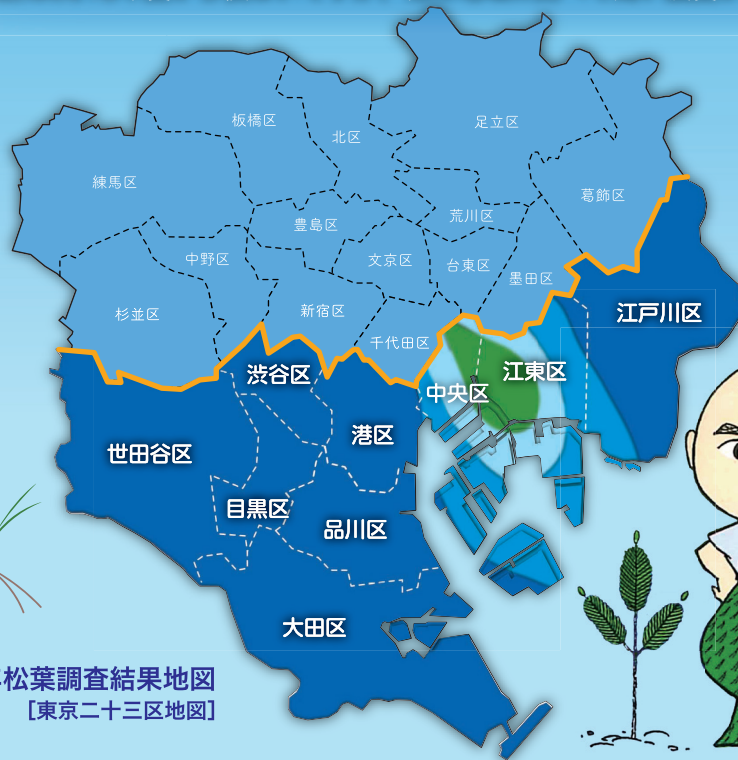 板橋区
北区
足立区
練馬区
葛飾区
荒川区
豊島区
中野区
文京区
台東区
墨田区
杉並区
新宿区
千代田区
江戸川区
渋谷区
江東区
中央区
港区
世田谷区
目黒区
品川区
大田区
松葉調査結果地図
[東京二十三区地図]